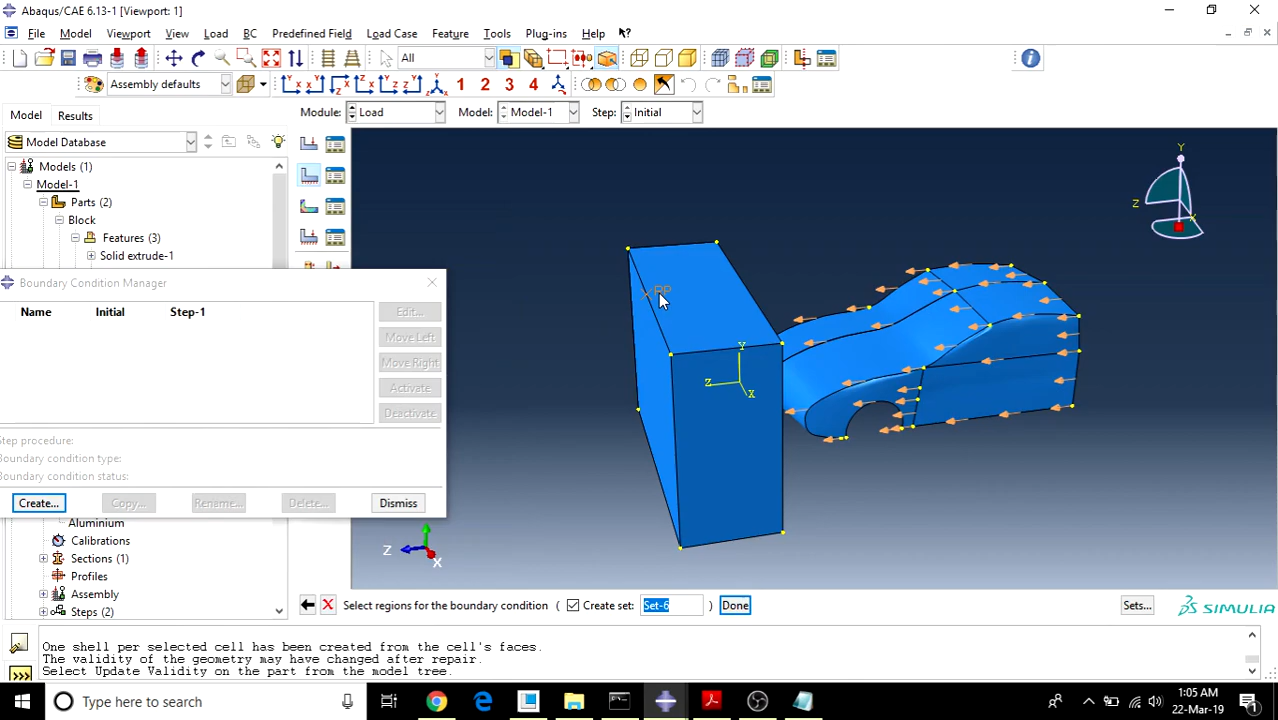 Abaqus/CAE 6.13-1 [Viewport: 1]
File Model Viewport View Load BC Predefined Field Load Case Feature Tools Plug-ins Help
All
Assembly defaults 1 2 3 4
Model Results Module: Load Model: Model-1 Step: Initial
Model Database
Models (1)
Model-1
Parts (2)
Block
Features (3)
Solid extrude-1
Boundary Condition Manager
Name Initial Step-1
Edit...
Move Left
Move Right
Activate
Deactivate
Step procedure:
Boundary condition type:
Boundary condition status:
Create... Copy... Rename... Delete... Dismiss
Aluminium
Calibrations
Sections (1)
Profiles
Assembly
Steps (2)
RP
Y
Z
X
Y
Z
X
Z
X
Select regions for the boundary condition ( Create set: Set-6 ) Done Sets... SIMULIA
One shell per selected cell has been created from the cell's faces.
The validity of the geometry may have changed after repair.
Select Update Validity on the part from the model tree.
>>>
Type here to search
1:05 AM
22-Mar-19
1